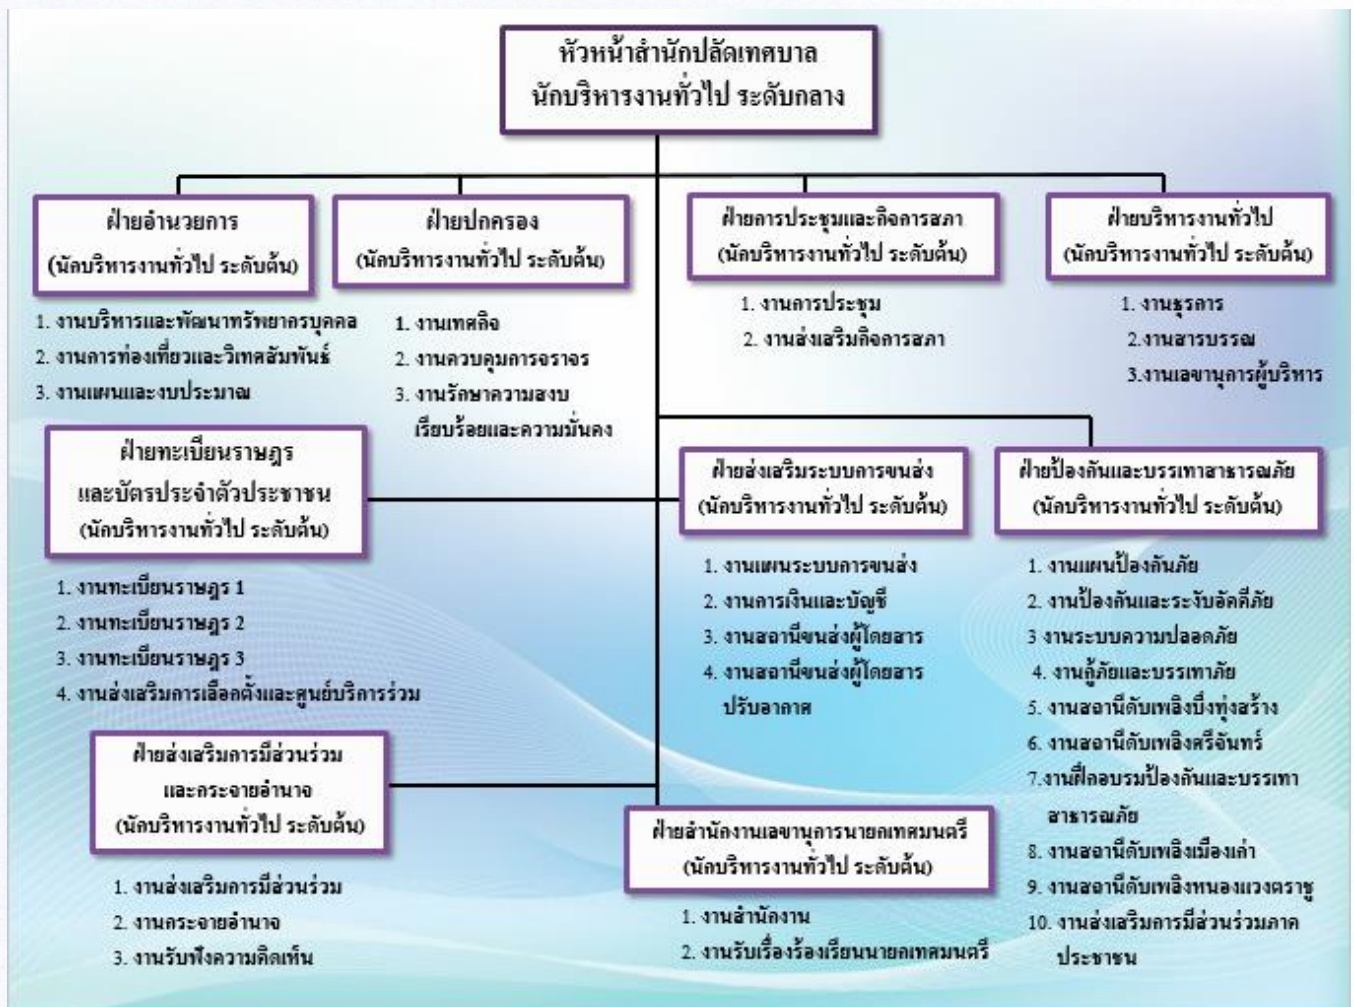 หัวหน้าสำนักปลัดเทศบาล
นักบริหารงานทั่วไป ระดับกลาง
ฝ่ายอำนวยการ
(นักบริหารงานทั่วไป ระดับต้น)
1. งานบริหารและพัฒนาทรัพยากรบุคคล
2. งานการท่องเที่ยวและวิเทศสัมพันธ์
3. งานแผนและงบประมาณ
ฝ่ายปกครอง
(นักบริหารงานทั่วไป ระดับต้น)
1. งานเทศกิจ
2. งานควบคุมการจราจร
3. งานรักษาความสงบ
เรียบร้อยและความมั่นคง
ฝ่ายการประชุมและกิจการสภา
(นักบริหารงานทั่วไป ระดับต้น)
1. งานการประชุม
2. งานส่งเสริมกิจการสภา
ฝ่ายบริหารงานทั่วไป
(นักบริหารงานทั่วไป ระดับต้น)
1. งานธุรการ
2.งานสารบรรณ
3.งานเลขานุการผู้บริหาร
ฝ่ายทะเบียนราษฎร
และบัตรประจำตัวประชาชน
(นักบริหารงานทั่วไป ระดับต้น)
1. งานทะเบียนราษฎร 1
2. งานทะเบียนราษฎร 2
3. งานทะเบียนราษฎร 3
4. งานส่งเสริมการเลือกตั้งและศูนย์บริการร่วม
ฝ่ายส่งเสริมระบบการขนส่ง
(นักบริหารงานทั่วไป ระดับต้น)
1. งานแผนระบบการขนส่ง
2. งานการเงินและบัญชี
3. งานสถานีขนส่งผู้โดยสาร
4. งานสถานีขนส่งผู้โดยสาร
ปรับอากาศ
ฝ่ายป้องกันและบรรเทาสาธารณภัย
(นักบริหารงานทั่วไป ระดับต้น)
1. งานแผนป้องกันภัย
2. งานป้องกันและระงับอัคคีภัย
3 งานระบบความปลอดภัย
4. งานกู้ภัยและบรรเทาภัย
5. งานสถานีดับเพลิงบึงทุ่งสร้าง
6. งานสถานีดับเพลิงศรีจันทร์
7.งานฝึกอบรมป้องกันและบรรเทา
สาธารณภัย
8. งานสถานีดับเพลิงเมืองเก่า
9. งานสถานีดับเพลิงหนองแวงตราชู
10. งานส่งเสริมการมีส่วนร่วมภาค
ประชาชน
ฝ่ายส่งเสริมการมีส่วนร่วม
และกระจายอำนาจ
(นักบริหารงานทั่วไป ระดับต้น)
1. งานส่งเสริมการมีส่วนร่วม
2. งานกระจายอำนาจ
3. งานรับฟังความคิดเห็น
ฝ่ายสำนักงานเลขานุการนายกเทศมนตรี
(นักบริหารงานทั่วไป ระดับต้น)
1. งานสำนักงาน
2. งานรับเรื่องร้องเรียนนายกเทศมนตรี